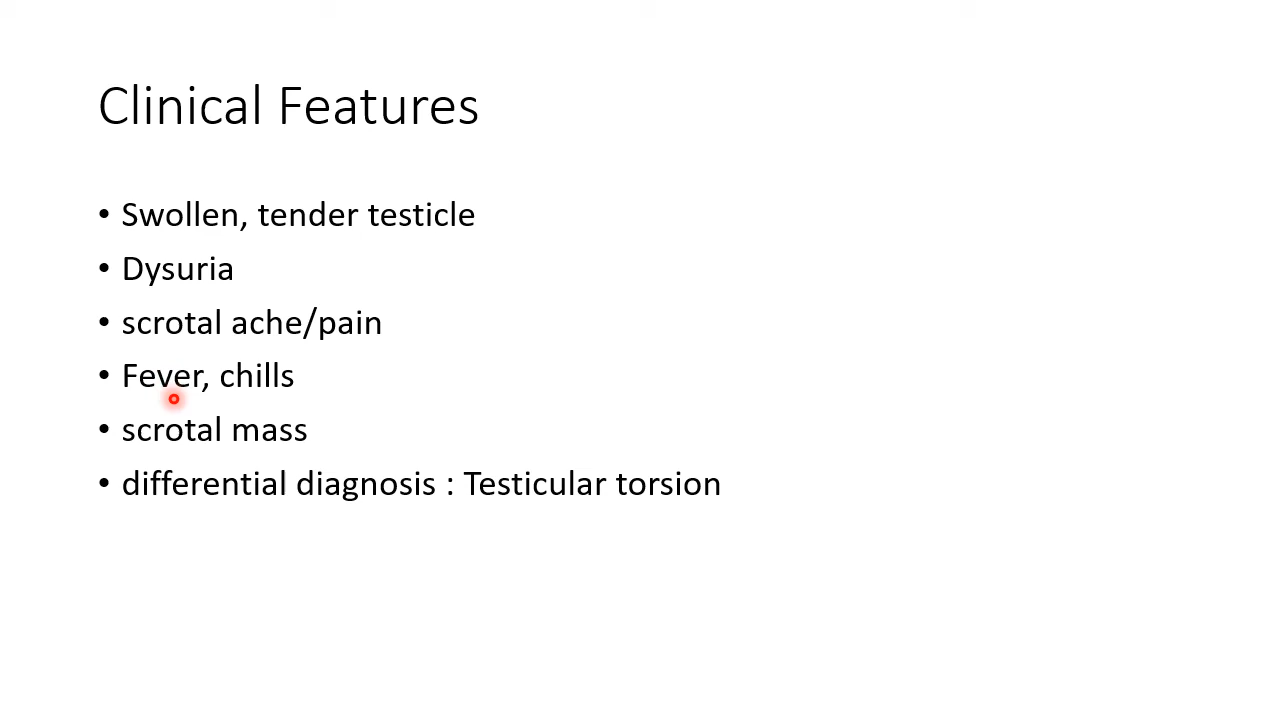 Clinical Features
• Swollen, tender testicle
• Dysuria
• scrotal ache/pain
• Fever, chills
• scrotal mass
• differential diagnosis : Testicular torsion